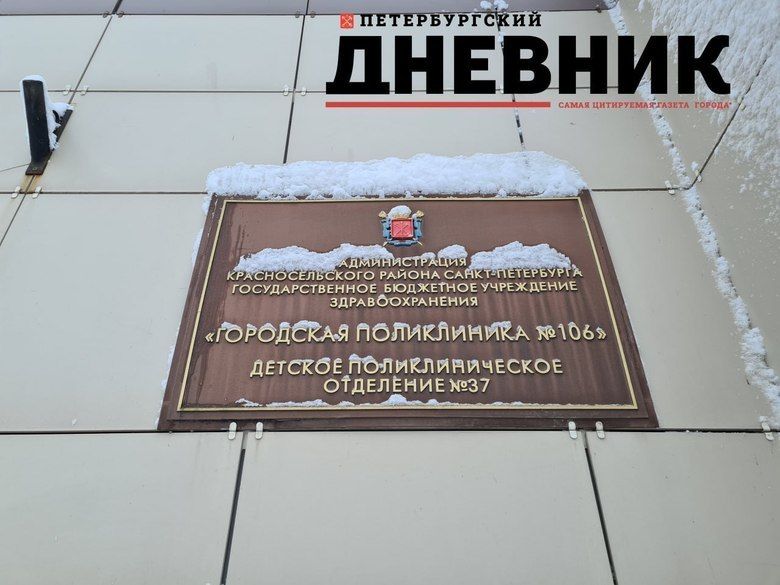 ПЕТЕРБУРГСКИЙ
ДНЕВНИК
САМАЯ ЦИТИРУЕМАЯ ГАЗЕТА ГОРОДА*
АДМИНИСТРАЦИЯ
КРАСНОСЕЛЬСКОГО РАЙОНА САНКТ-ПЕТЕРБУРГА
ГОСУДАРСТВЕННОЕ БЮДЖЕТНОЕ УЧРЕЖДЕНИЕ
ЗДРАВООХРАНЕНИЯ
«ГОРОДСКАЯ ПОЛИКЛИНИКА №106»
ДЕТСКОЕ ПОЛИКЛИНИЧЕСКОЕ
ОТДЕЛЕНИЕ №37